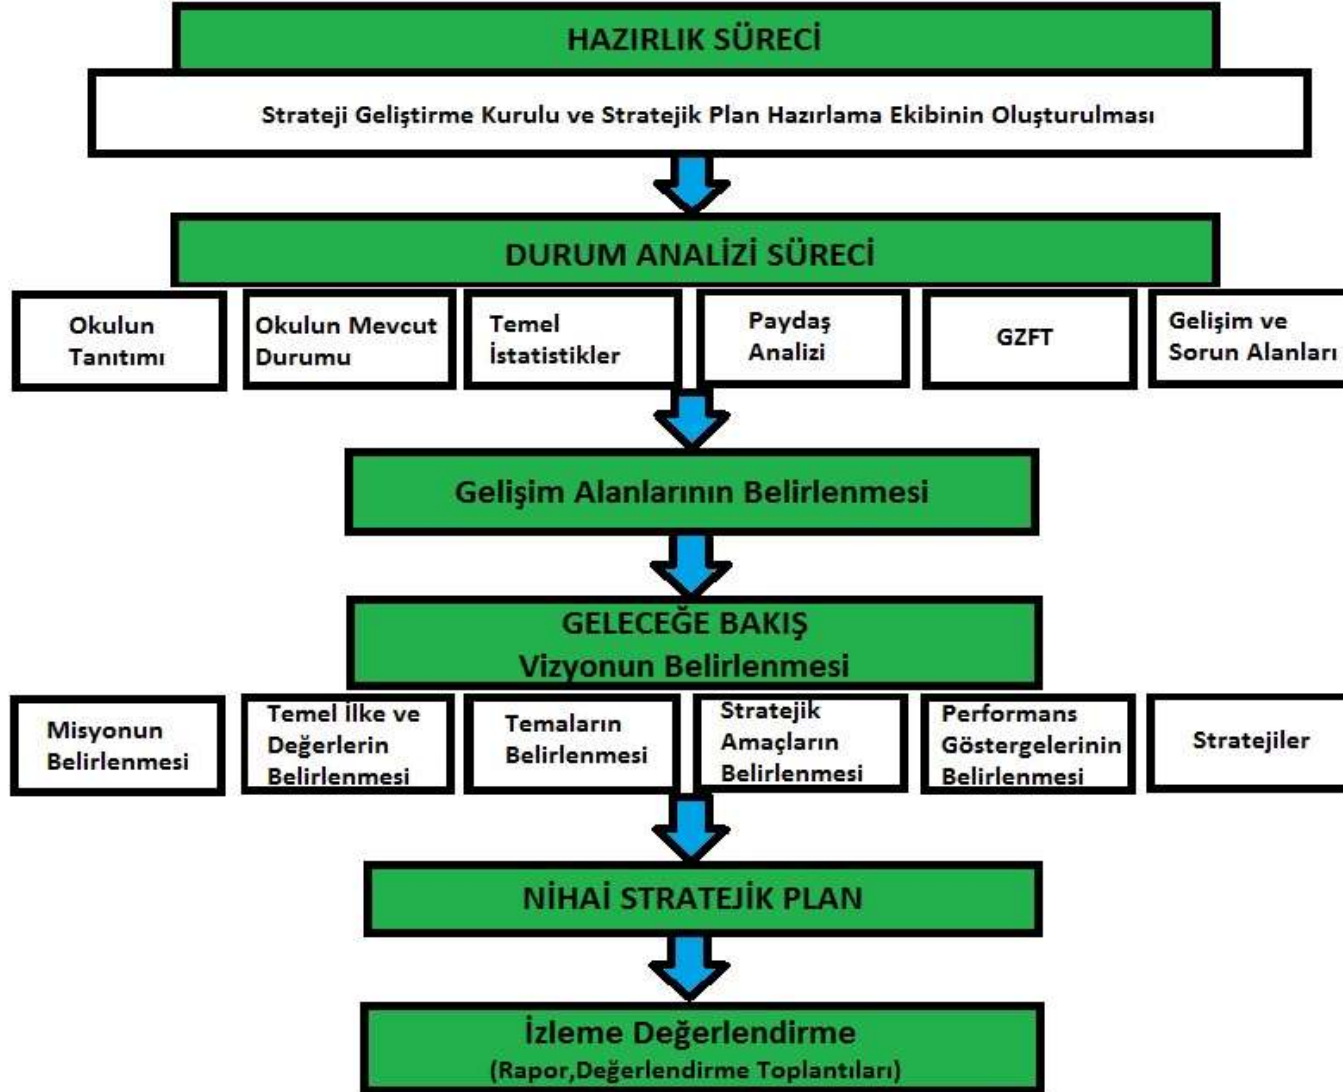 HAZIRLIK SÜRECİ
Strateji Geliştirme Kurulu ve Stratejik Plan Hazırlama Ekibinin Oluşturulması
DURUM ANALİZİ SÜRECİ
Okulun
Tanıtımı
Okulun Mevcut
Durumu
Temel
İstatistikler
Paydaş
Analizi
GZFT
Gelişim ve
Sorun Alanları
Gelişim Alanlarının Belirlenmesi
GELECEĞE BAKIŞ
Vizyonun Belirlenmesi
Misyonun
Belirlenmesi
Temel İlke ve
Değerlerin
Belirlenmesi
Temaların
Belirlenmesi
Stratejik
Amaçların
Belirlenmesi
Performans
Göstergelerinin
Belirlenmesi
Stratejiler
NİHAİ STRATEJİK PLAN
İzleme Değerlendirme
(Rapor,Değerlendirme Toplantıları)